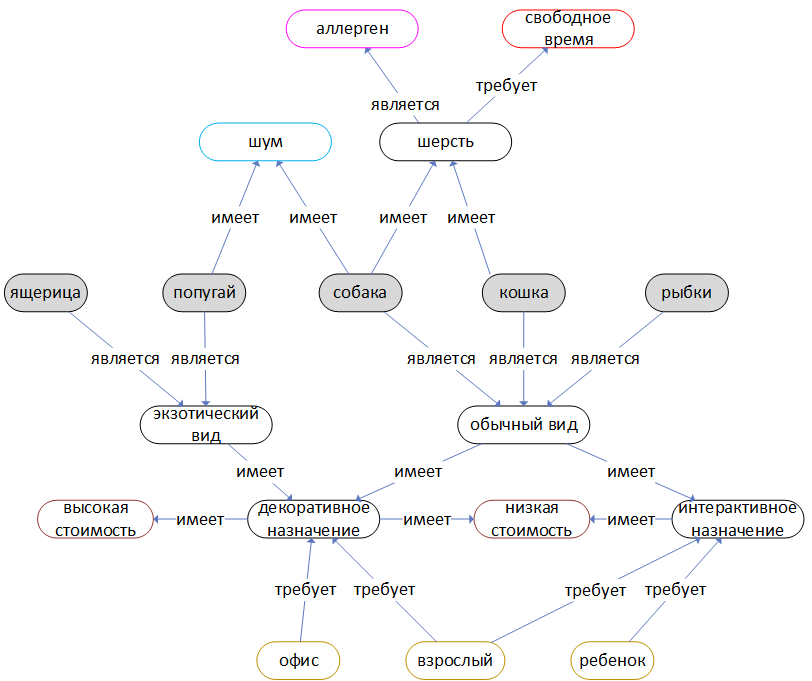 аллерген
свободное
время
является
требует
шум
шерсть
имеет
имеет
имеет
имеет
ящерица
попугай
собака
кошка
рыбки
является
является
является
является
является
экзотический
вид
обычный вид
имеет
имеет
имеет
высокая
стоимость
имеет
декоративное
назначение
имеет
низкая
стоимость
имеет
интерактивное
назначение
требует
требует
требует
требует
офис
взрослый
ребенок